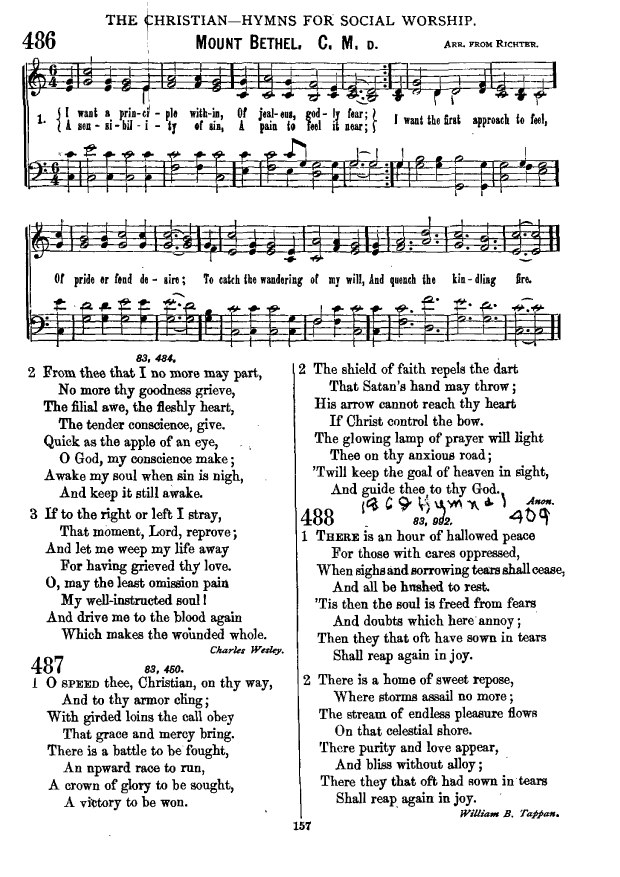 THE CHRISTIAN—HYMNS FOR SOCIAL WORSHIP.
486
MOUNT BETHEL. C. M. D.
ARR. FROM RICHTER.
1. { I want a prin-ci-ple with-in, Of jeal-ous, god-ly fear; } I want the first approach to feel,
{ A sen-si-bil-i-ty of sin, A pain to feel it near; }
Of pride or fond de-sire; To catch the wandering of my will, And quench the kin-dling fire.
83, 484.
2 From thee that I no more may part,
No more thy goodness grieve,
The filial awe, the fleshly heart,
The tender conscience, give.
Quick as the apple of an eye,
O God, my conscience make;
Awake my soul when sin is nigh,
And keep it still awake.
3 If to the right or left I stray,
That moment, Lord, reprove;
And let me weep my life away
For having grieved thy love.
O, may the least omission pain
My well-instructed soul!
And drive me to the blood again
Which makes the wounded whole.
Charles Wesley.
487
83, 450.
1 O SPEED thee, Christian, on thy way,
And to thy armor cling;
With girded loins the call obey
That grace and mercy bring.
There is a battle to be fought,
An npward race to run,
A crown of glory to be sought,
A victory to be won.
2 The shield of faith repels the dart
That Satan's hand may throw;
His arrow cannot reach thy heart
If Christ control the bow.
The glowing lamp of prayer will light
Thee on thy anxious road;
'Twill keep the goal of heaven in sight,
And guide thee to thy God.
Anon.
1869 Hymnal
409
488
83, 992.
1 THERE is an hour of hallowed peace
For those with cares oppressed,
When sighs and sorrowing tears shall cease,
And all be hushed to rest.
'Tis then the soul is freed from fears
And doubts which here annoy;
Then they that oft have sown in tears
Shall reap again in joy.
2 There is a home of sweet repose,
Where storms assail no more;
The stream of endless pleasure flows
On that celestial shore.
There purity and love appear,
And bliss without alloy;
There they that oft had sown in tears
Shall reap again in joy.
William B. Tappan.
157